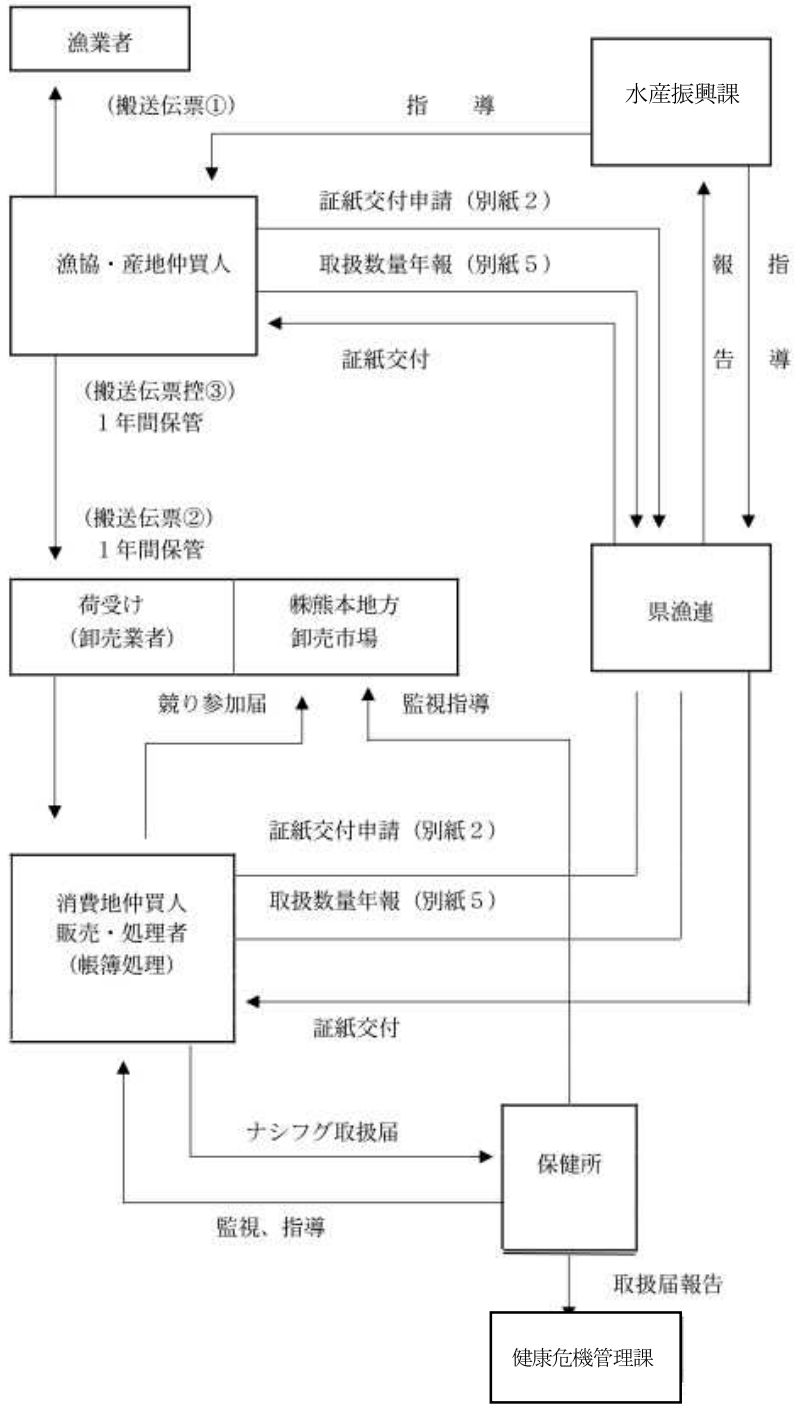 漁業者
水産振興課
（搬送伝票①）
指　　導
証紙交付申請（別紙２）
漁協・産地仲買人
取扱数量年報（別紙５）
報告
指導
証紙交付
（搬送伝票控③）
１年間保管
（搬送伝票②）
１年間保管
荷受け
（卸売業者）
㈱熊本地方
卸売市場
県漁連
競り参加届
監視指導
証紙交付申請（別紙２）
消費地仲買人
販売・処理者
（帳簿処理）
取扱数量年報（別紙５）
証紙交付
ナシフグ取扱届
保健所
監視、指導
取扱届報告
健康危機管理課